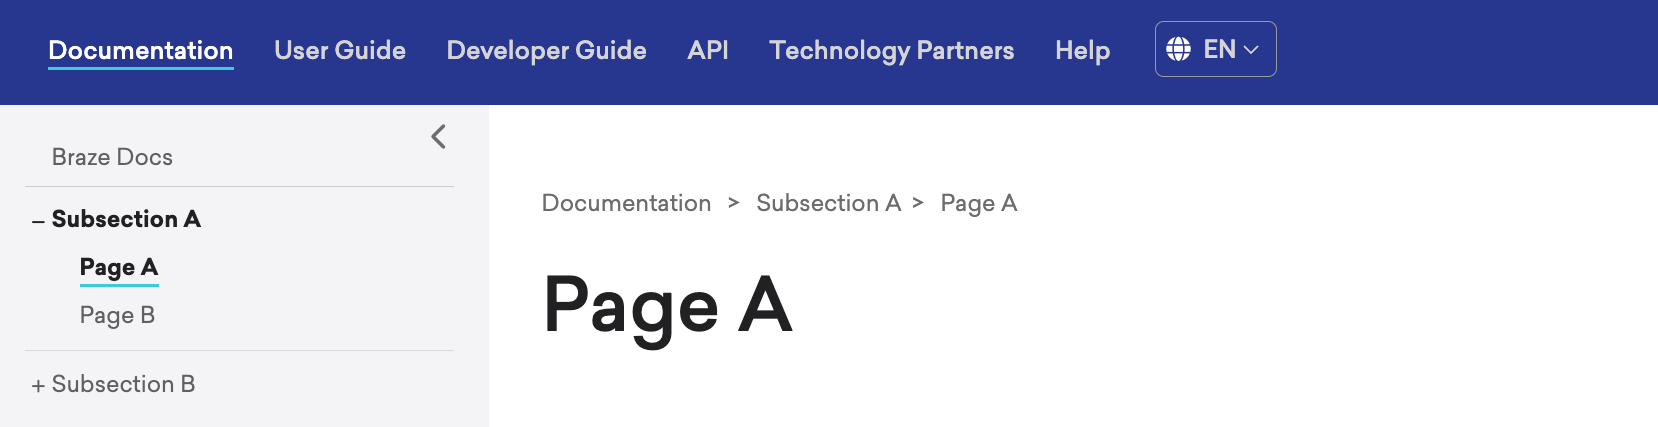 Documentation User Guide Developer Guide API Technology Partners Help EN
Braze Docs
– Subsection A
Page A
Page B
+ Subsection B
Documentation > Subsection A > Page A
Page A